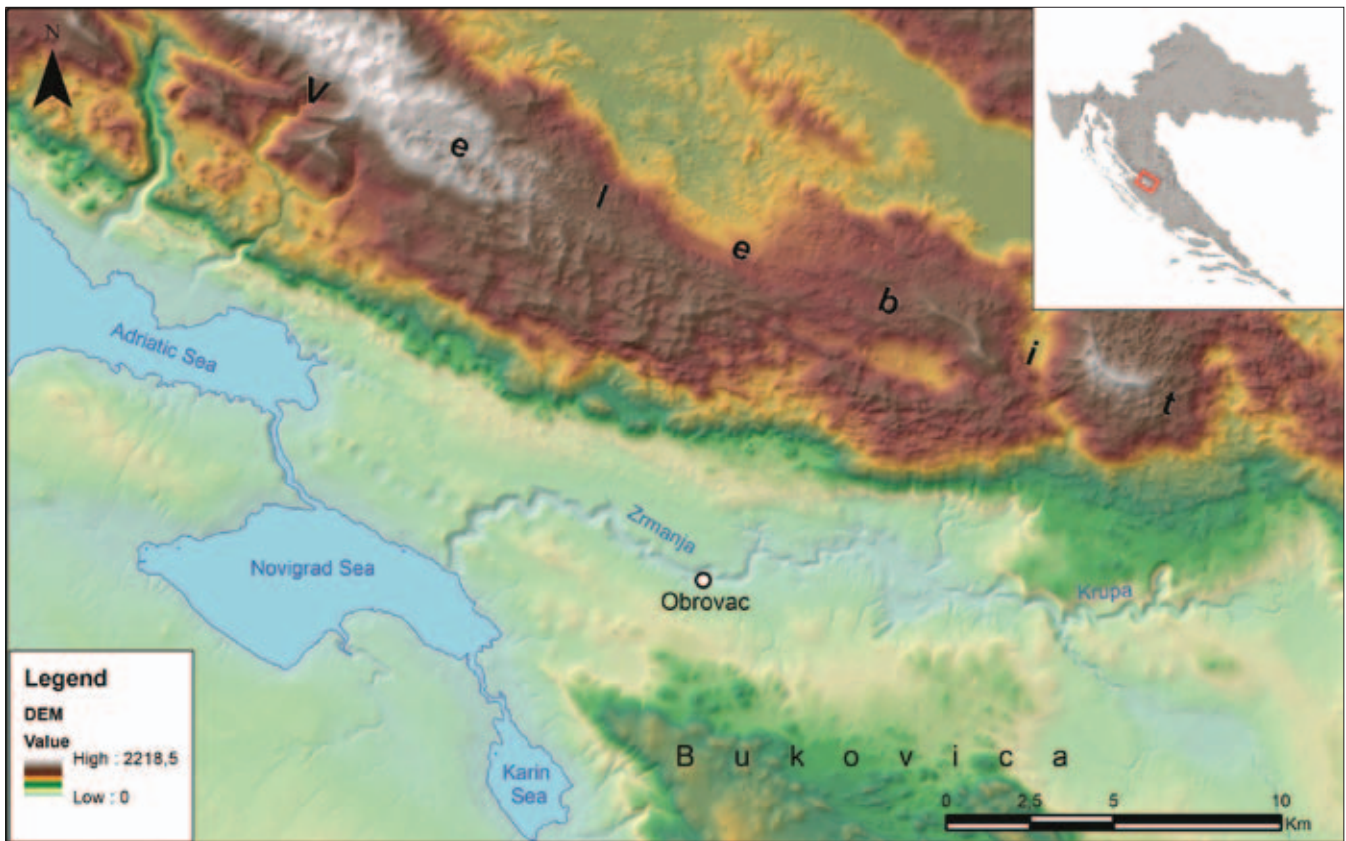 N
V e l e b i t
Adriatic Sea
Novigrad Sea
Zrmanja
Obrovac
Krupa
Karin
Sea
B u k o v i c a
Legend
DEM
Value
High : 2218,5
Low : 0
0 2,5 5 10
Km